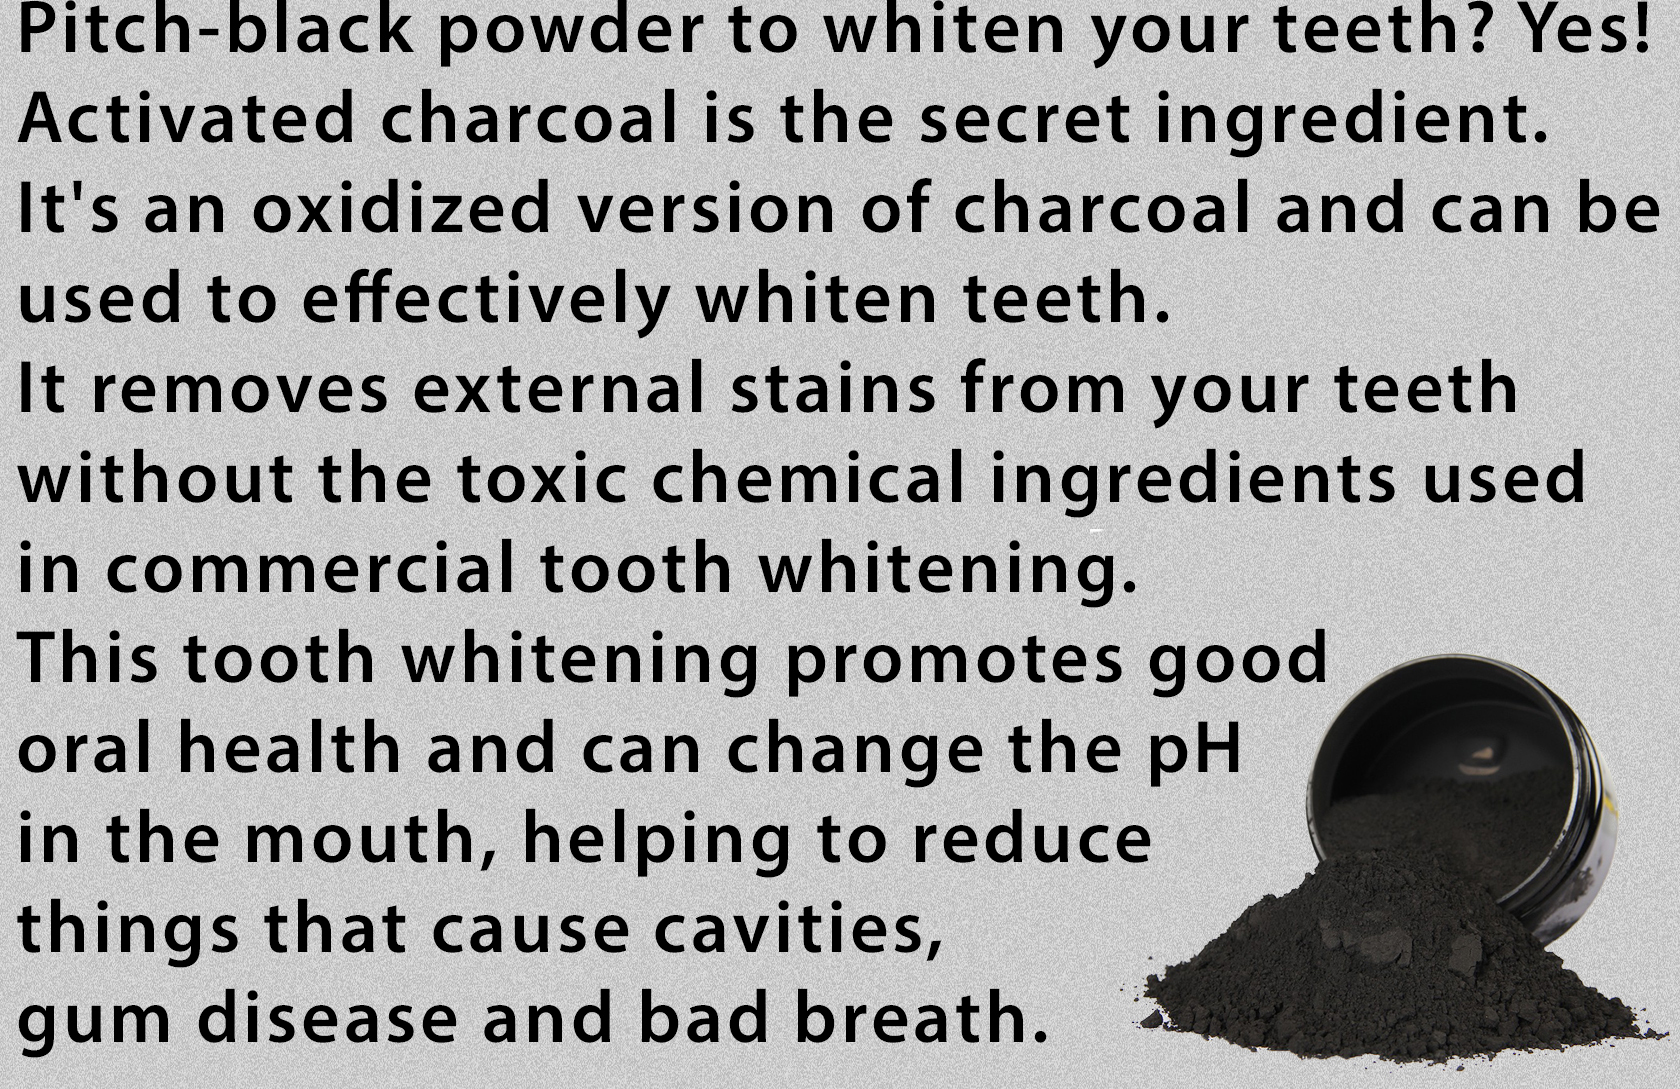 Pitch-black powder to whiten your teeth? Yes!
Activated charcoal is the secret ingredient.
It's an oxidized version of charcoal and can be
used to effectively whiten teeth.
It removes external stains from your teeth
without the toxic chemical ingredients used
in commercial tooth whitening.
This tooth whitening promotes good
oral health and can change the pH
in the mouth, helping to reduce
things that cause cavities,
gum disease and bad breath.